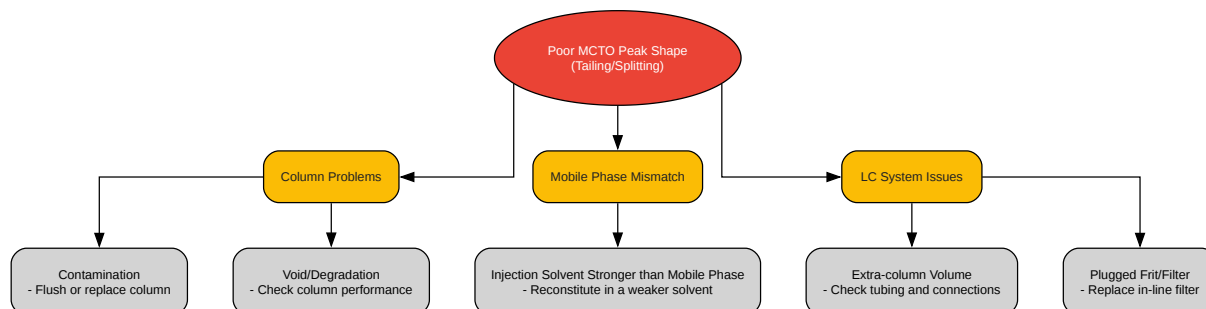 Poor MCTO Peak Shape
(Tailing/Splitting)
Column Problems
Mobile Phase Mismatch
LC System Issues
Contamination
- Flush or replace column
Void/Degradation
- Check column performance
Injection Solvent Stronger than Mobile Phase
- Reconstitute in a weaker solvent
Extra-column Volume
- Check tubing and connections
Plugged Frit/Filter
- Replace in-line filter